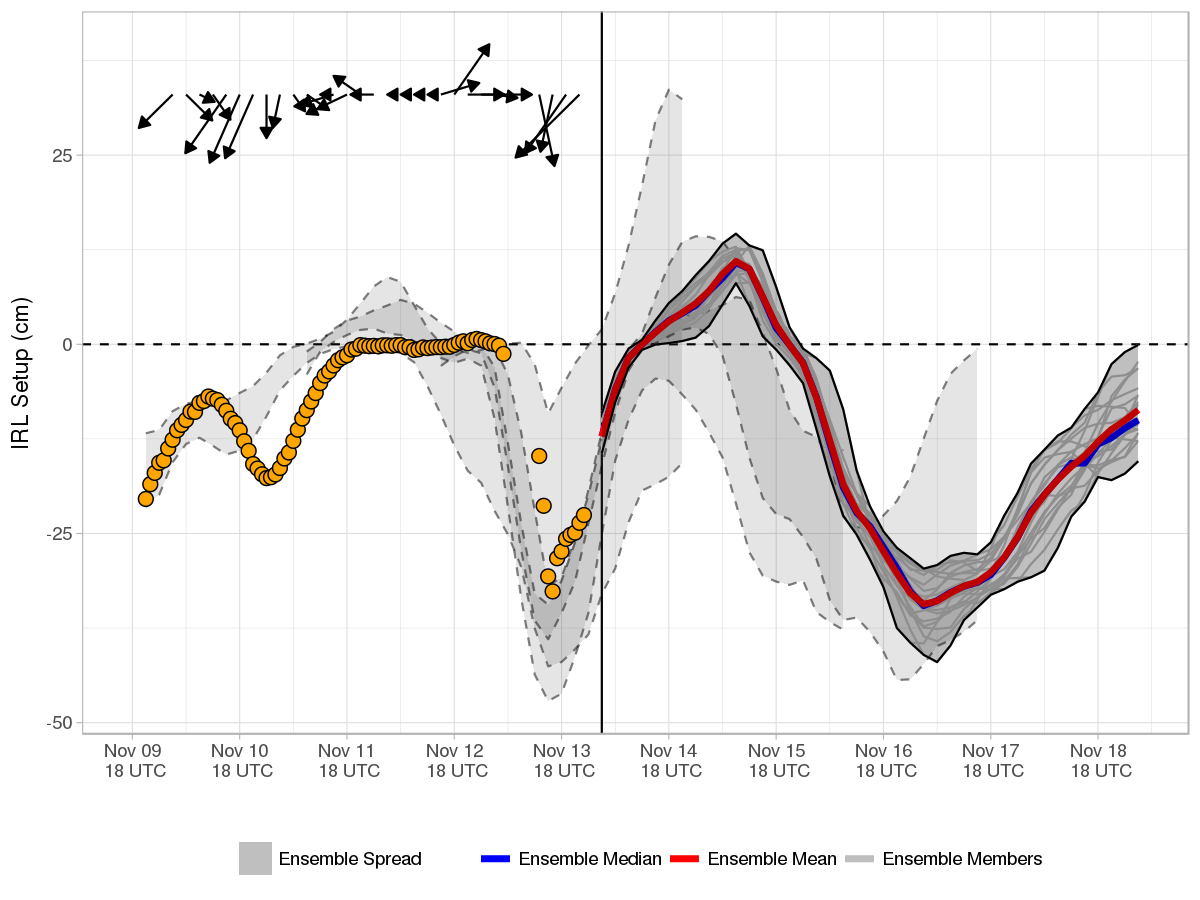 IRL Setup (cm)
25
0
-25
-50
Nov 09 Nov 10 Nov 11 Nov 12 Nov 13 Nov 14 Nov 15 Nov 16 Nov 17 Nov 18
18 UTC 18 UTC 18 UTC 18 UTC 18 UTC 18 UTC 18 UTC 18 UTC 18 UTC 18 UTC
Ensemble Spread Ensemble Median Ensemble Mean Ensemble Members